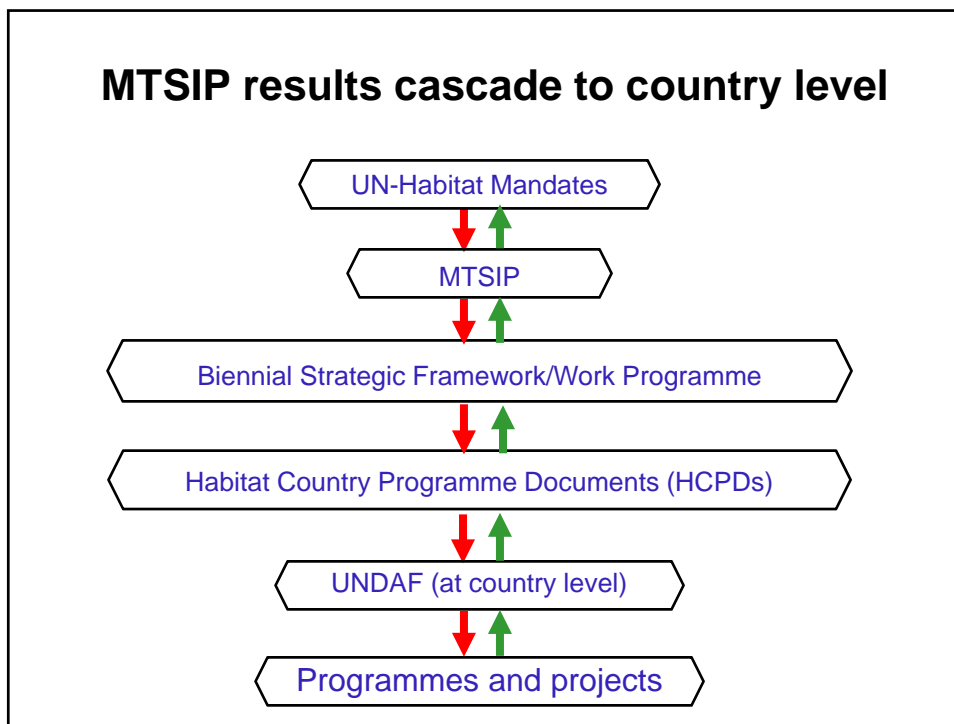 MTSIP results cascade to country level
UN-Habitat Mandates
MTSIP
Biennial Strategic Framework/Work Programme
Habitat Country Programme Documents (HCPDs)
UNDAF (at country level)
Programmes and projects